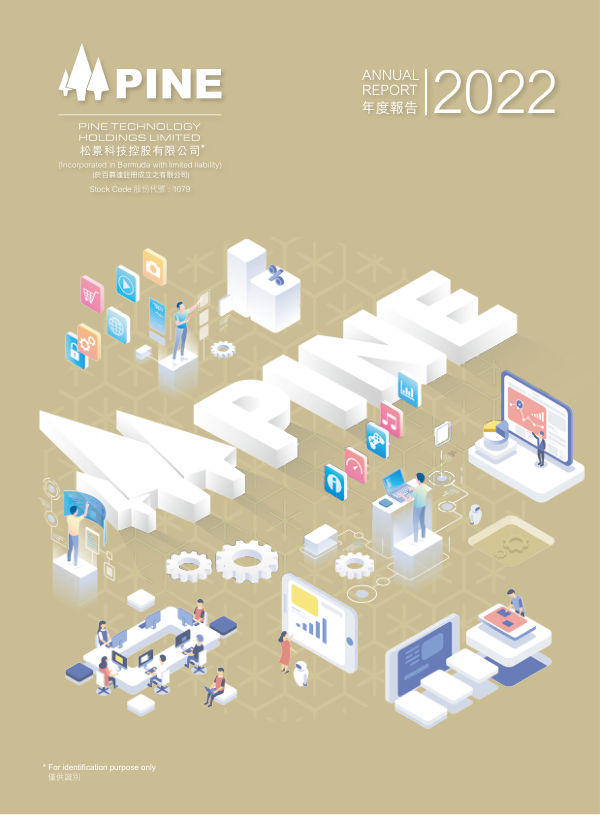 PINE
PINE TECHNOLOGY
HOLDINGS LIMITED
松景科技控股有限公司*
(Incorporated in Bermuda with limited liability)
(於百慕達註冊成立之有限公司)
Stock Code 股份代號 : 1079
ANNUAL
REPORT
年度報告
2022
PINE
* For identification purpose only
僅供識別